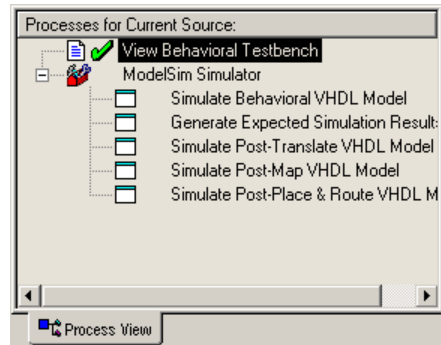 Processes for Current Source:
View Behavioral Testbench
ModelSim Simulator
Simulate Behavioral VHDL Model
Generate Expected Simulation Result
Simulate Post-Translate VHDL Model
Simulate Post-Map VHDL Model
Simulate Post-Place & Route VHDL M
Process View